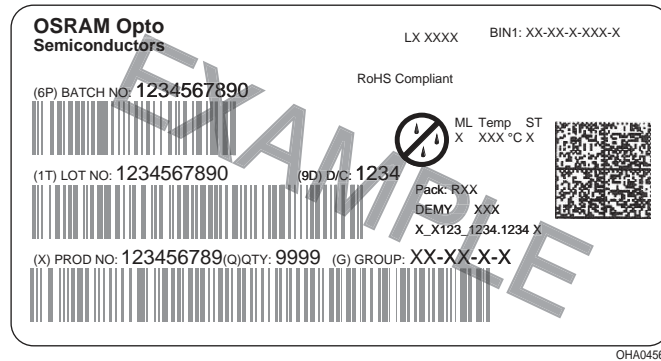 OSRAM Opto
Semiconductors
LX XXXX
BIN1: XX-XX-X-XXX-X
RoHS Compliant
(6P) BATCH NO: 1234567890
ML Temp ST
X XXX °C X
(1T) LOT NO: 1234567890 (9D) D/C: 1234
Pack: RXX
DEMY XXX
X_X123_1234.1234 X
(X) PROD NO: 123456789(Q)QTY: 9999 (G) GROUP: XX-XX-X-X
EXAMPLE